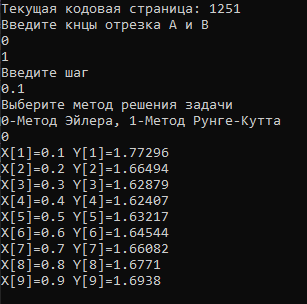 Текущая кодовая страница: 1251
Введите кнцы отрезка A и B
0
1
Введите шаг
0.1
Выберите метод решения задачи
0-Метод Эйлера, 1-Метод Рунге-Кутта
0
X[1]=0.1 Y[1]=1.77296
X[2]=0.2 Y[2]=1.66494
X[3]=0.3 Y[3]=1.62879
X[4]=0.4 Y[4]=1.62407
X[5]=0.5 Y[5]=1.63217
X[6]=0.6 Y[6]=1.64544
X[7]=0.7 Y[7]=1.66082
X[8]=0.8 Y[8]=1.6771
X[9]=0.9 Y[9]=1.6938